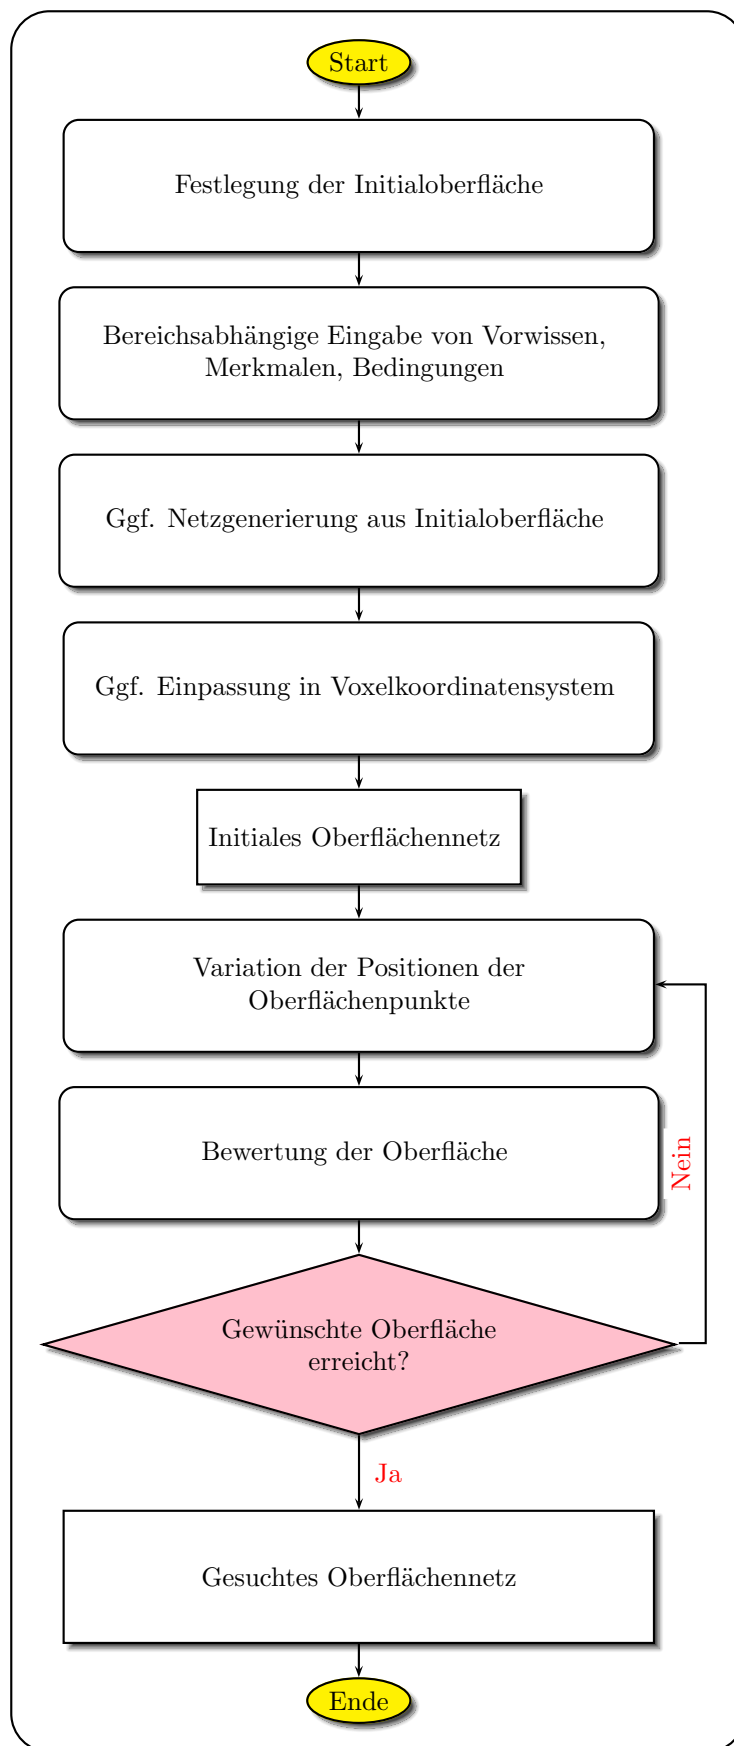 Start
Festlegung der Initialoberfläche
Bereichsabhängige Eingabe von Vorwissen,
Merkmalen, Bedingungen
Ggf. Netzgenerierung aus Initialoberfläche
Ggf. Einpassung in Voxelkoordinatensystem
Initiales Oberflächennetz
Variation der Positionen der
Oberflächenpunkte
Bewertung der Oberfläche
Nein
Gewünschte Oberfläche
erreicht?
Ja
Gesuchtes Oberflächennetz
Ende